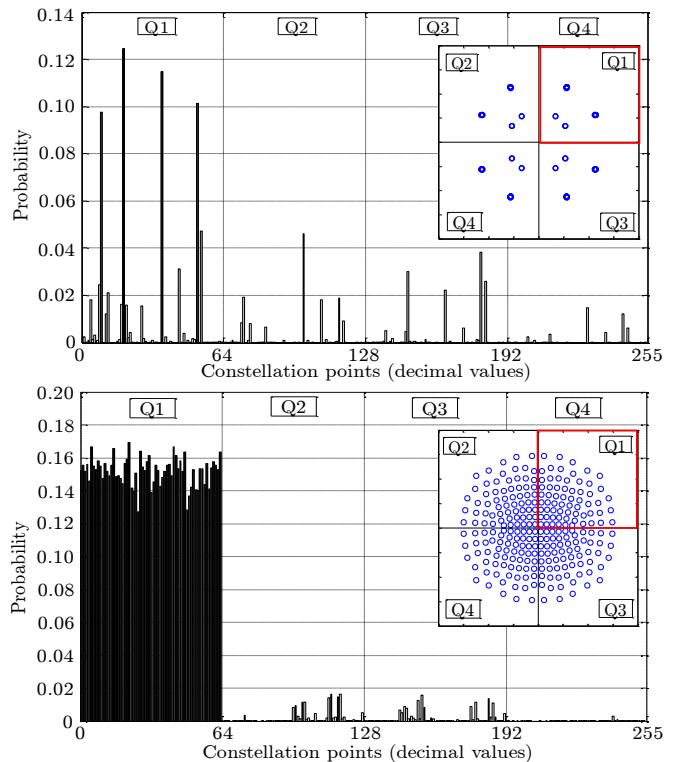 0.14
Q1 Q2 Q3 Q4
0.12
Q2 Q1
0.10
0.08
Probability
0.06
Q4 Q3
0.04
0.02
0
0 64 128 192 255
Constellation points (decimal values)
0.20
Q1 Q2 Q3 Q4
0.18
Q2 Q1
0.16
0.14
0.12
0.10
Probability
0.08
Q4 Q3
0.06
0.04
0.02
0
0 64 128 192 255
Constellation points (decimal values)